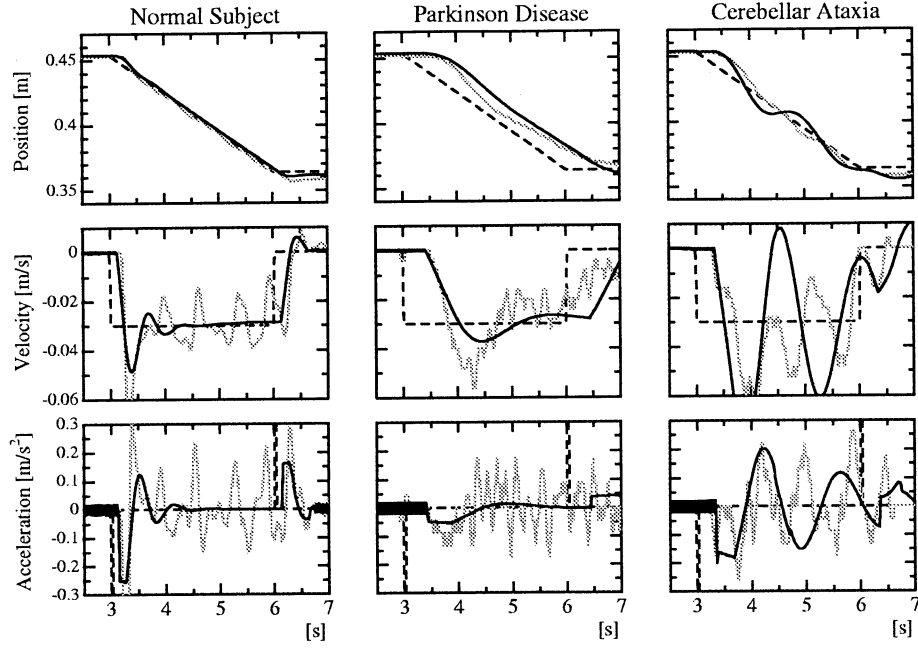 Normal Subject Parkinson Disease Cerebellar Ataxia
Position [m]
0.45
0.4
0.35
Velocity [m/s]
0
-0.02
-0.04
-0.06
Acceleration [m/s²]
0.3
0.2
0.1
0
-0.1
-0.2
-0.3
3 4 5 6 7 3 4 5 6 7 3 4 5 6 7
[s] [s] [s]